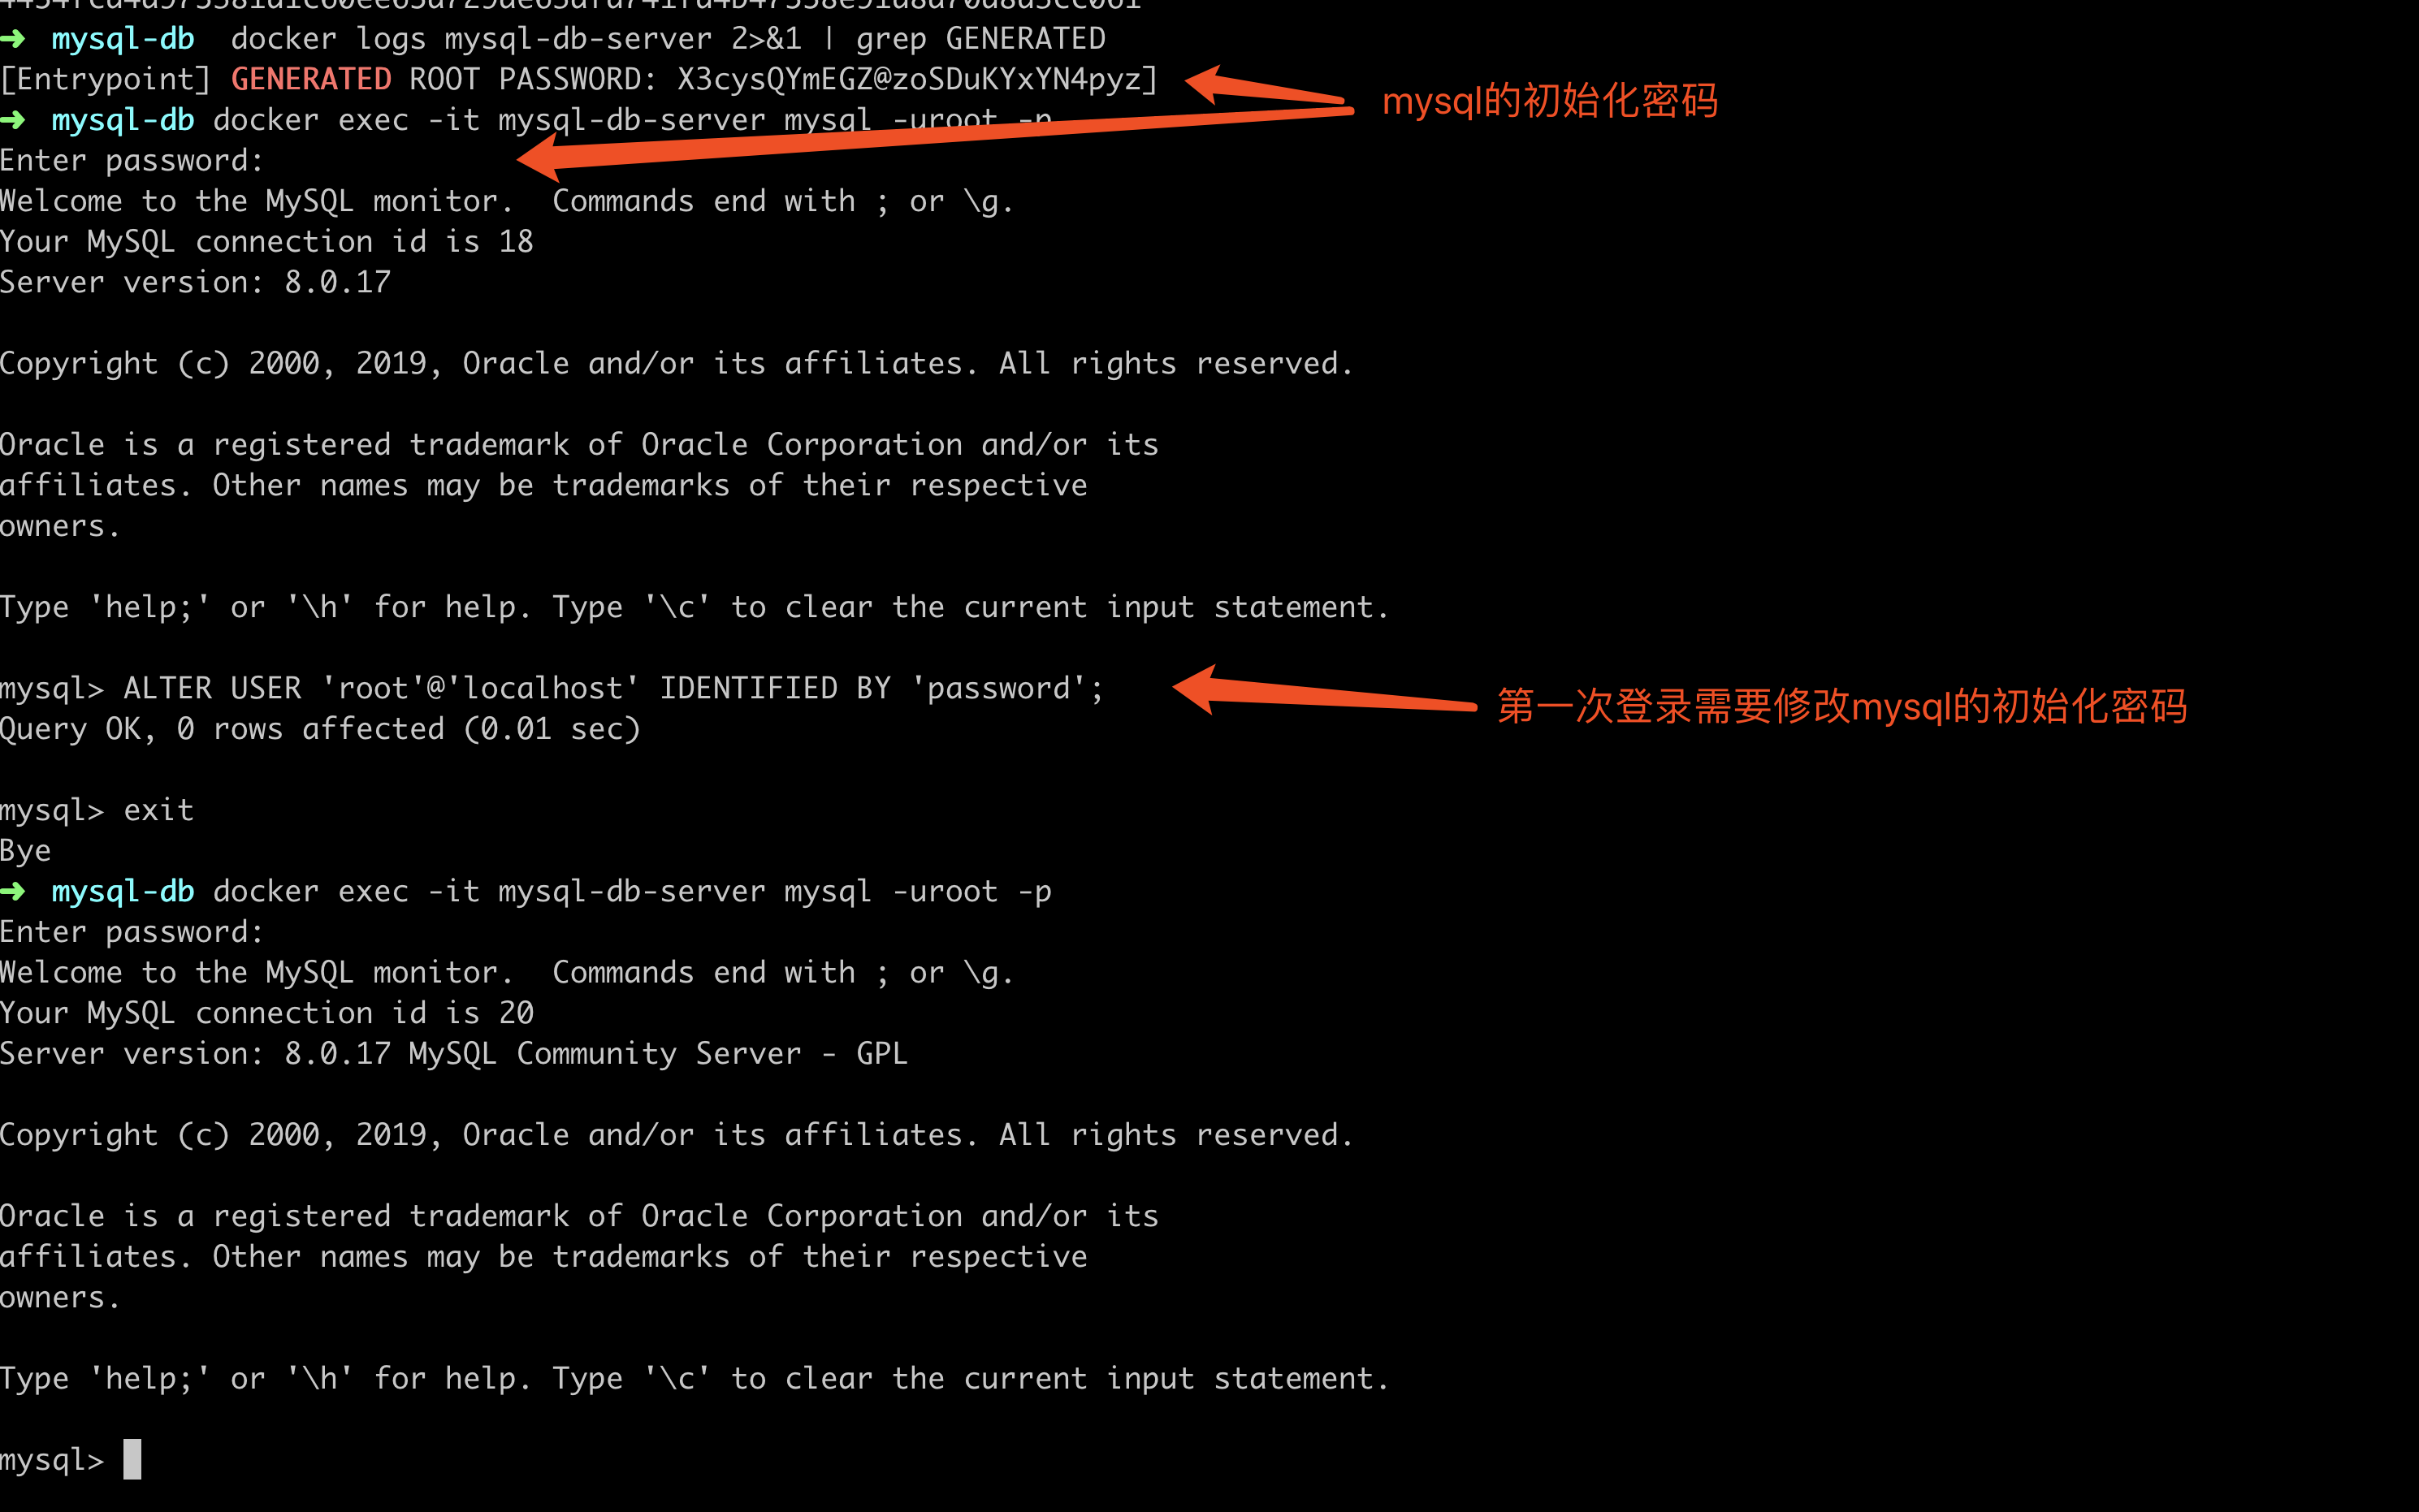 ➜ mysql-db docker logs mysql-db-server 2>&1 | grep GENERATED
[Entrypoint] GENERATED ROOT PASSWORD: X3cysQYmEGZ@zoSDuKYxYN4pyz]
mysql的初始化密码
➜ mysql-db docker exec -it mysql-db-server mysql -uroot -p
Enter password:
Welcome to the MySQL monitor.  Commands end with ; or \g.
Your MySQL connection id is 18
Server version: 8.0.17
Copyright (c) 2000, 2019, Oracle and/or its affiliates. All rights reserved.
Oracle is a registered trademark of Oracle Corporation and/or its
affiliates. Other names may be trademarks of their respective
owners.
Type 'help;' or '\h' for help. Type '\c' to clear the current input statement.
mysql> ALTER USER 'root'@'localhost' IDENTIFIED BY 'password';
第一次登录需要修改mysql的初始化密码
Query OK, 0 rows affected (0.01 sec)
mysql> exit
Bye
➜ mysql-db docker exec -it mysql-db-server mysql -uroot -p
Enter password:
Welcome to the MySQL monitor.  Commands end with ; or \g.
Your MySQL connection id is 20
Server version: 8.0.17 MySQL Community Server - GPL
Copyright (c) 2000, 2019, Oracle and/or its affiliates. All rights reserved.
Oracle is a registered trademark of Oracle Corporation and/or its
affiliates. Other names may be trademarks of their respective
owners.
Type 'help;' or '\h' for help. Type '\c' to clear the current input statement.
mysql>